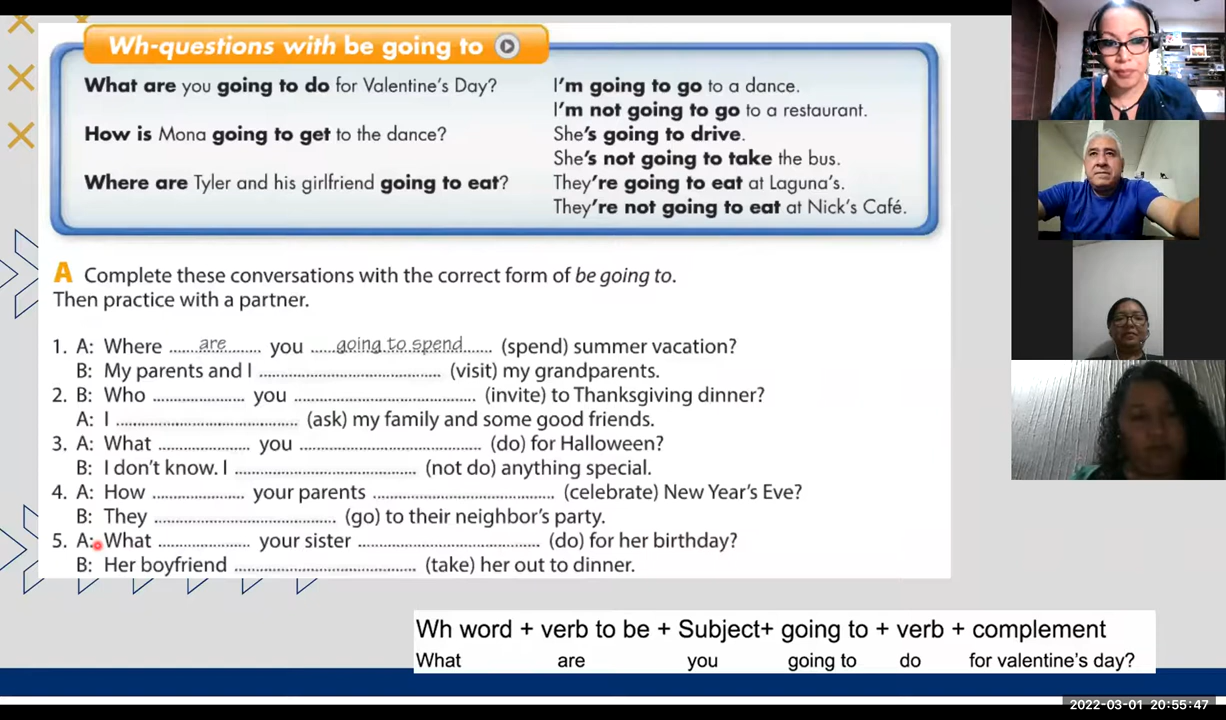 Wh-questions with be going to
What are you going to do for Valentine's Day? I'm going to go to a dance.
I'm not going to go to a restaurant.
How is Mona going to get to the dance? She's going to drive.
She's not going to take the bus.
Where are Tyler and his girlfriend going to eat? They're going to eat at Laguna's.
They're not going to eat at Nick's Café.
A Complete these conversations with the correct form of be going to.
Then practice with a partner.
1. A: Where ........are........ you ........going to spend........ (spend) summer vacation?
B: My parents and I ................................ (visit) my grandparents.
2. B: Who ................ you ................................ (invite) to Thanksgiving dinner?
A: I ................................ (ask) my family and some good friends.
3. A: What ................ you ................................ (do) for Halloween?
B: I don't know. I ................................ (not do) anything special.
4. A: How ................ your parents ................................ (celebrate) New Year's Eve?
B: They ................................ (go) to their neighbor's party.
5. A: What ................ your sister ................................ (do) for her birthday?
B: Her boyfriend ................................ (take) her out to dinner.
Wh word + verb to be + Subject+ going to + verb + complement
What are you going to do for valentine's day?
2022-03-01 20:55:47